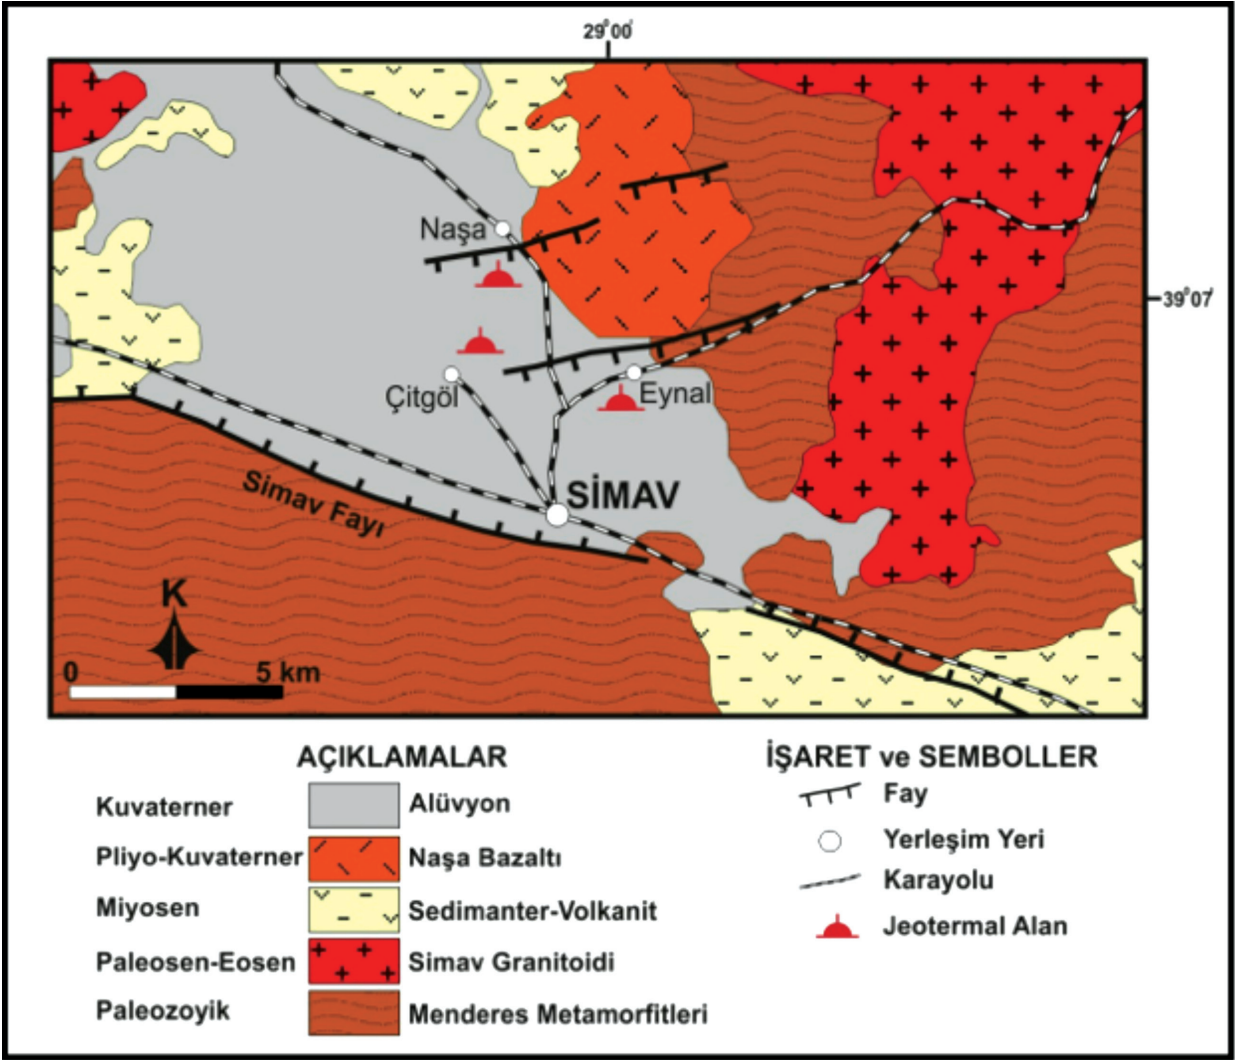 29°00'
Naşa
39°07'
Çitgöl
Eynal
SİMAV
Simav Fayı
K
0 5 km
AÇIKLAMALAR
Kuvaterner Alüvyon
Pliyo-Kuvaterner Naşa Bazaltı
Miyosen Sedimanter-Volkanit
Paleosen-Eosen Simav Granitoidi
Paleozoyik Menderes Metamorfitleri
İŞARET ve SEMBOLLER
Fay
Yerleşim Yeri
Karayolu
Jeotermal Alan